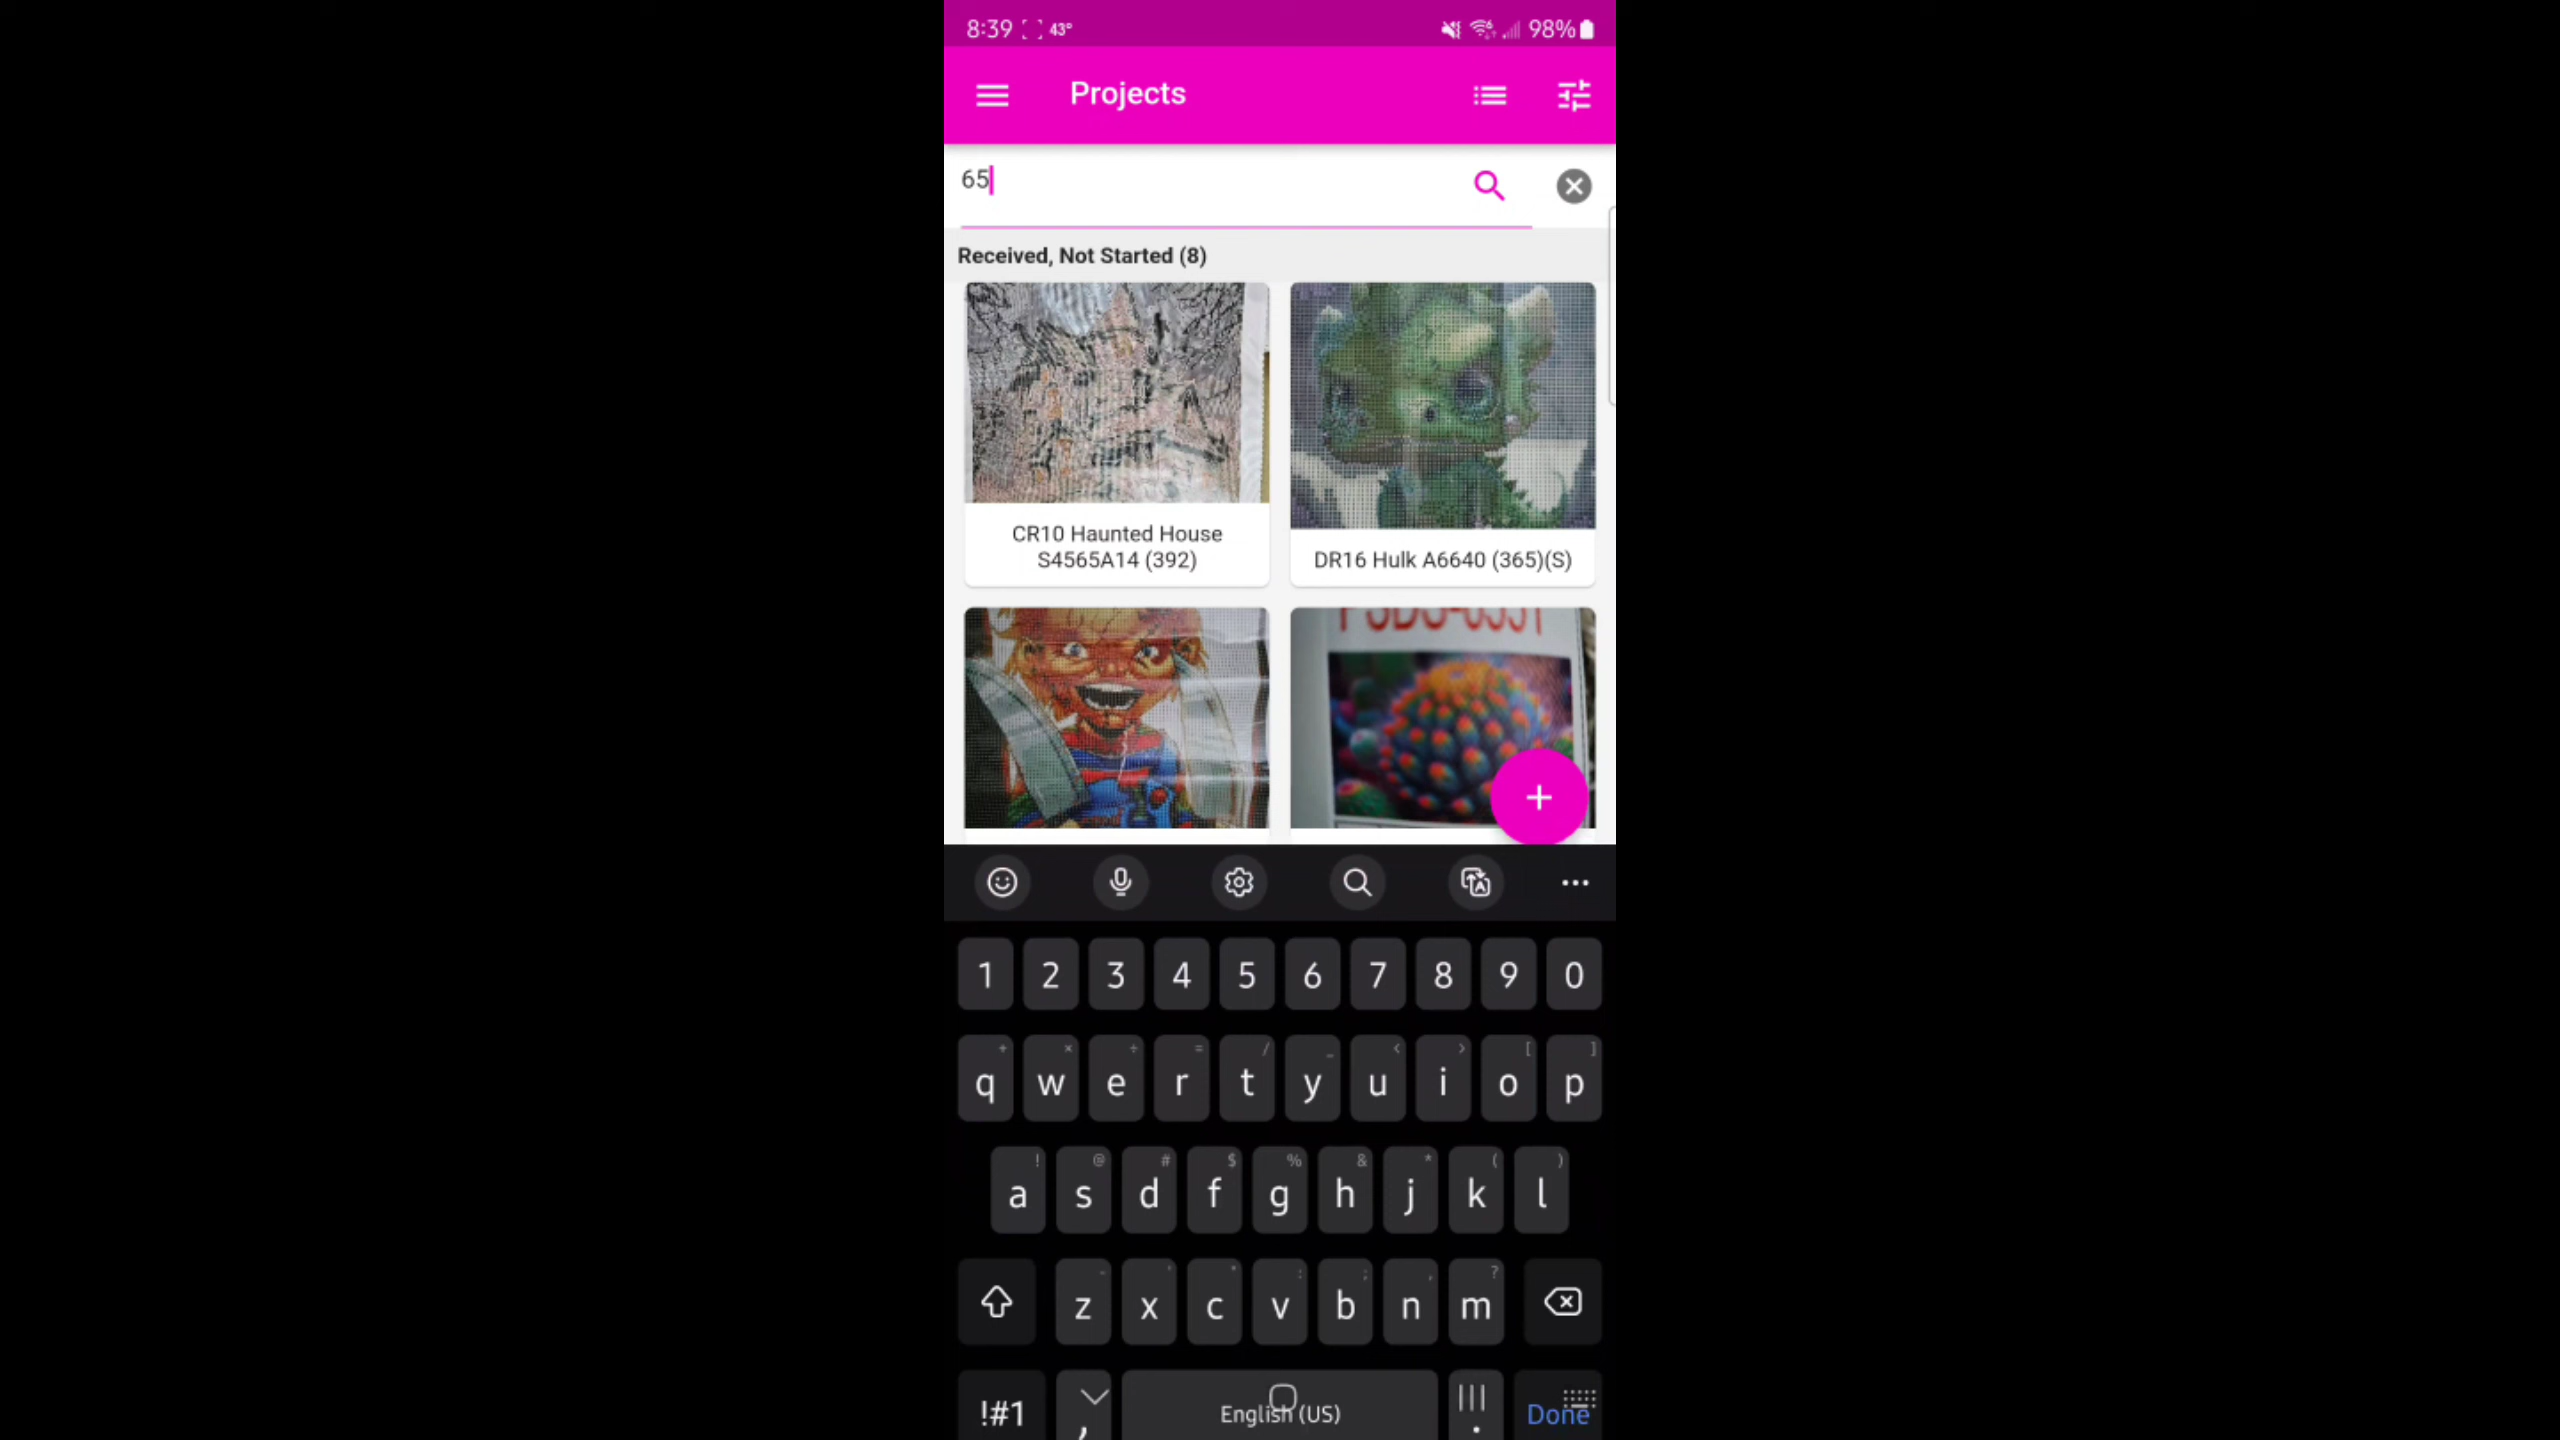 8:39 43° 98%
Projects
65
Received, Not Started (8)
CR10 Haunted House
S4565A14 (392)
DR16 Hulk A6640 (365)(S)
1 2 3 4 5 6 7 8 9 0
+ × ÷ = / _ < > [ ]
q w e r t y u i o p
! @ # $ % & * ( )
a s d f g h j k l
- ' " : ; , ?
z x c v b n m
!#1 , English (US) . Done